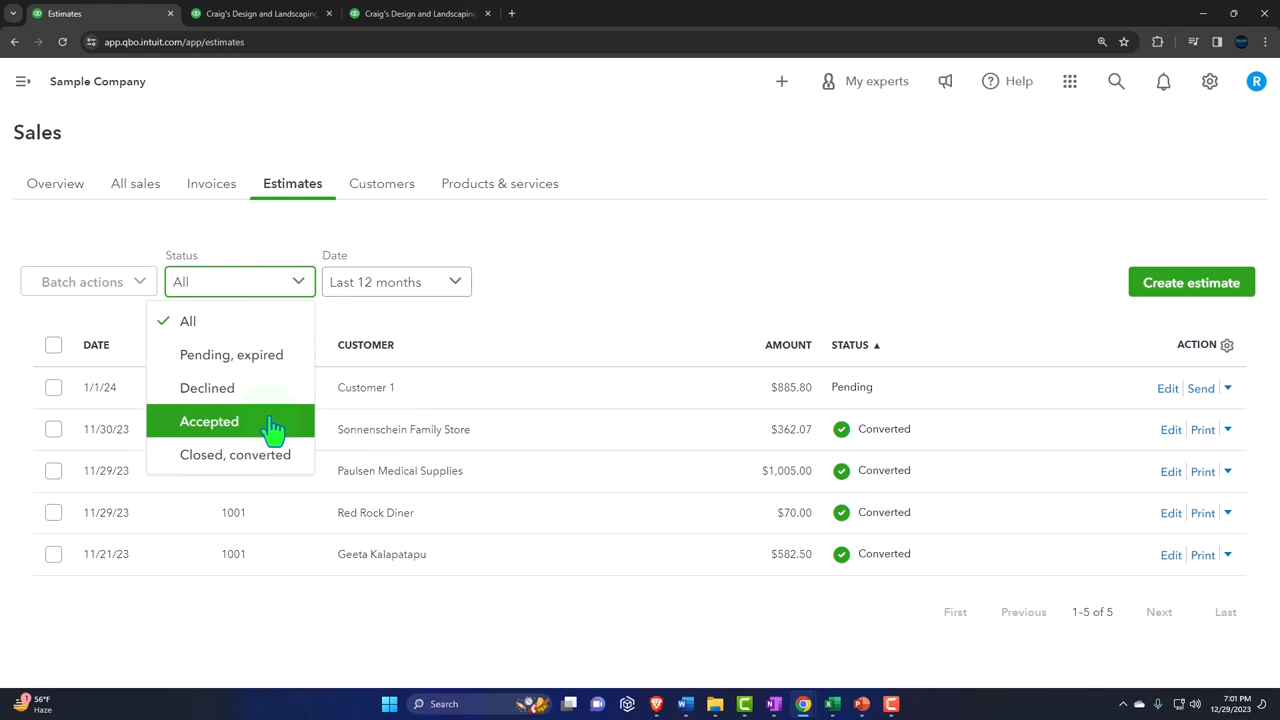 Estimates
Craig's Design and Landscaping
Craig's Design and Landscaping
app.qbo.intuit.com/app/estimates
Sample Company
My experts
Help
R
Sales
Overview
All sales
Invoices
Estimates
Customers
Products & services
Status
Date
Batch actions
All
Last 12 months
Create estimate
All
Pending, expired
Declined
Accepted
Closed, converted
DATE CUSTOMER AMOUNT STATUS ▲ ACTION
1/1/24 Customer 1 $885.80 Pending Edit Send
11/30/23 Sonnenschein Family Store $362.07 Converted Edit Print
11/29/23 Paulsen Medical Supplies $1,005.00 Converted Edit Print
11/29/23 1001 Red Rock Diner $70.00 Converted Edit Print
11/21/23 1001 Geeta Kalapatapu $582.50 Converted Edit Print
First Previous 1-5 of 5 Next Last
1
56°F
Haze
Search
7:01 PM
12/29/2023